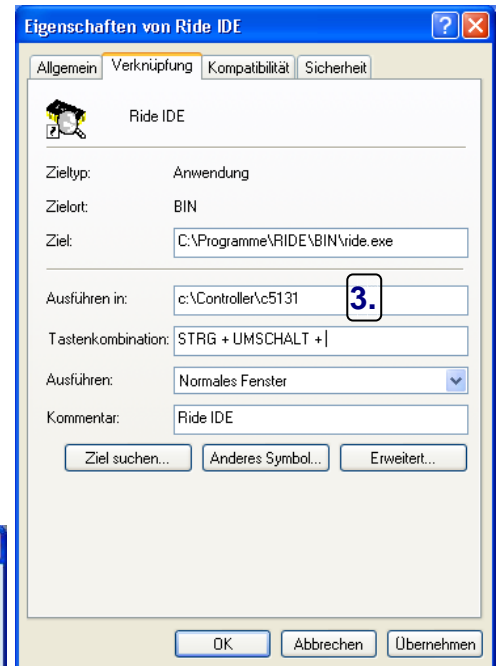 Eigenschaften von Ride IDE
Allgemein Verknüpfung Kompatibilität Sicherheit
Ride IDE
Zieltyp: Anwendung
Zielort: BIN
Ziel: C:\Programme\RIDE\BIN\ride.exe
Ausführen in: c:\Controller\c5131 3.
Tastenkombination: STRG + UMSCHALT +
Ausführen: Normales Fenster
Kommentar: Ride IDE
Ziel suchen... Anderes Symbol... Erweitert...
OK Abbrechen Übernehmen